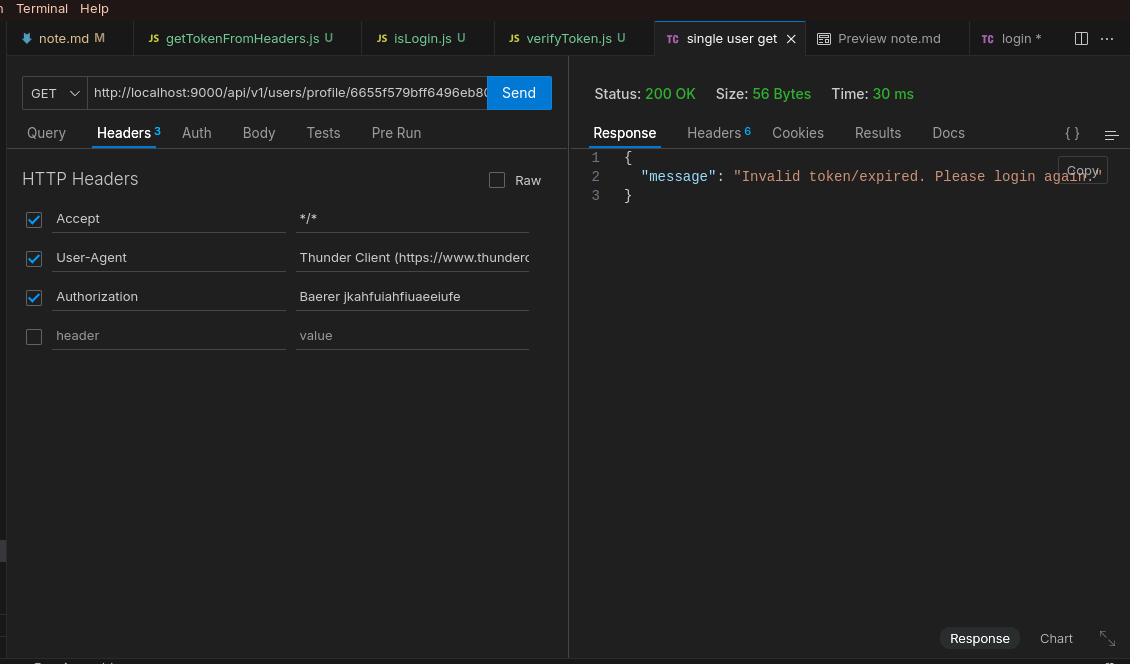 Terminal Help
note.md M
JS getTokenFromHeaders.js U
JS isLogin.js U
JS verifyToken.js U
TC single user get
Preview note.md
TC login *
GET
http://localhost:9000/api/v1/users/profile/6655f579bff6496eb80
Send
Status: 200 OK Size: 56 Bytes Time: 30 ms
Query Headers 3 Auth Body Tests Pre Run
Response Headers 6 Cookies Results Docs { }
HTTP Headers
Raw
Accept */*
User-Agent Thunder Client (https://www.thunderc
Authorization Baerer jkahfuiahfiuaeeiufe
header value
1 {
2 "message": "Invalid token/expired. Please login again."
Copy
3 }
Response Chart